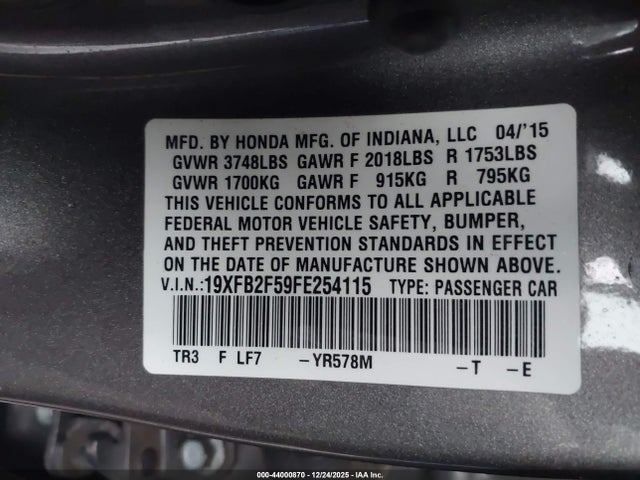 MFD. BY HONDA MFG. OF INDIANA, LLC 04/'15
GVWR 3748LBS GAWR F 2018LBS R 1753LBS
GVWR 1700KG GAWR F 915KG R 795KG
THIS VEHICLE CONFORMS TO ALL APPLICABLE
FEDERAL MOTOR VEHICLE SAFETY, BUMPER,
AND THEFT PREVENTION STANDARDS IN EFFECT
ON THE DATE OF MANUFACTURE SHOWN ABOVE.
V.I.N.:19XFB2F59FE254115 TYPE: PASSENGER CAR
TR3 F LF7 –YR578M –T –E
000-44000870 12/24/2025 IAA Inc.